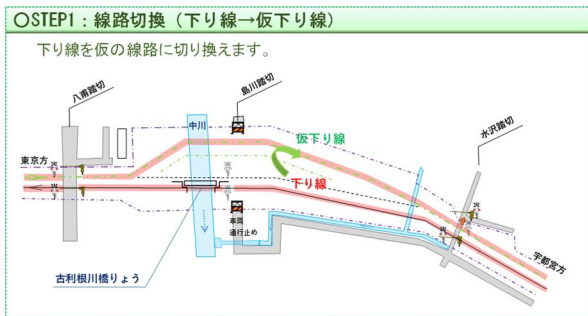 〇STEP1：線路切換（下り線→仮下り線）
下り線を仮の線路に切り換えます。
八甫踏切
島川踏切
水沢踏切
中川
仮下り線
東京方
下り線
車両
通行止め
宇都宮方
古利根川橋りょう